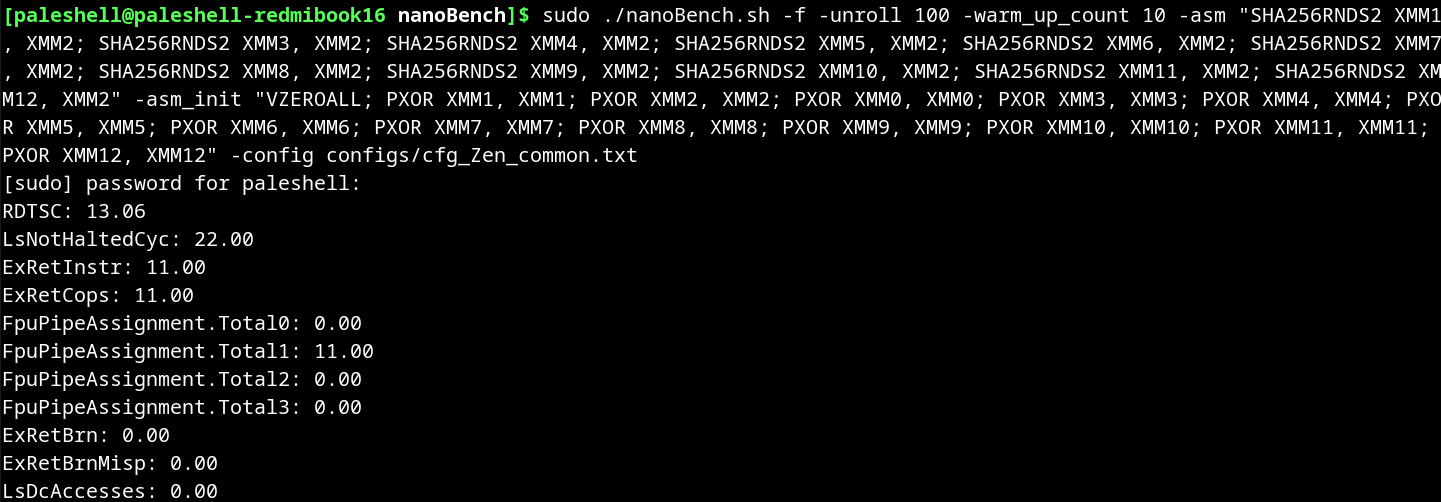 [paleshell@paleshell-redmibook16 nanoBench]$ sudo ./nanoBench.sh -f -unroll 100 -warm_up_count 10 -asm "SHA256RNDS2 XMM1
, XMM2; SHA256RNDS2 XMM3, XMM2; SHA256RNDS2 XMM4, XMM2; SHA256RNDS2 XMM5, XMM2; SHA256RNDS2 XMM6, XMM2; SHA256RNDS2 XMM7
, XMM2; SHA256RNDS2 XMM8, XMM2; SHA256RNDS2 XMM9, XMM2; SHA256RNDS2 XMM10, XMM2; SHA256RNDS2 XMM11, XMM2; SHA256RNDS2 XM
M12, XMM2" -asm_init "VZEROALL; PXOR XMM1, XMM1; PXOR XMM2, XMM2; PXOR XMM0, XMM0; PXOR XMM3, XMM3; PXOR XMM4, XMM4; PXO
R XMM5, XMM5; PXOR XMM6, XMM6; PXOR XMM7, XMM7; PXOR XMM8, XMM8; PXOR XMM9, XMM9; PXOR XMM10, XMM10; PXOR XMM11, XMM11;
PXOR XMM12, XMM12" -config configs/cfg_Zen_common.txt
[sudo] password for paleshell:
RDTSC: 13.06
LsNotHaltedCyc: 22.00
ExRetInstr: 11.00
ExRetCops: 11.00
FpuPipeAssignment.Total0: 0.00
FpuPipeAssignment.Total1: 11.00
FpuPipeAssignment.Total2: 0.00
FpuPipeAssignment.Total3: 0.00
ExRetBrn: 0.00
ExRetBrnMisp: 0.00
LsDcAccesses: 0.00